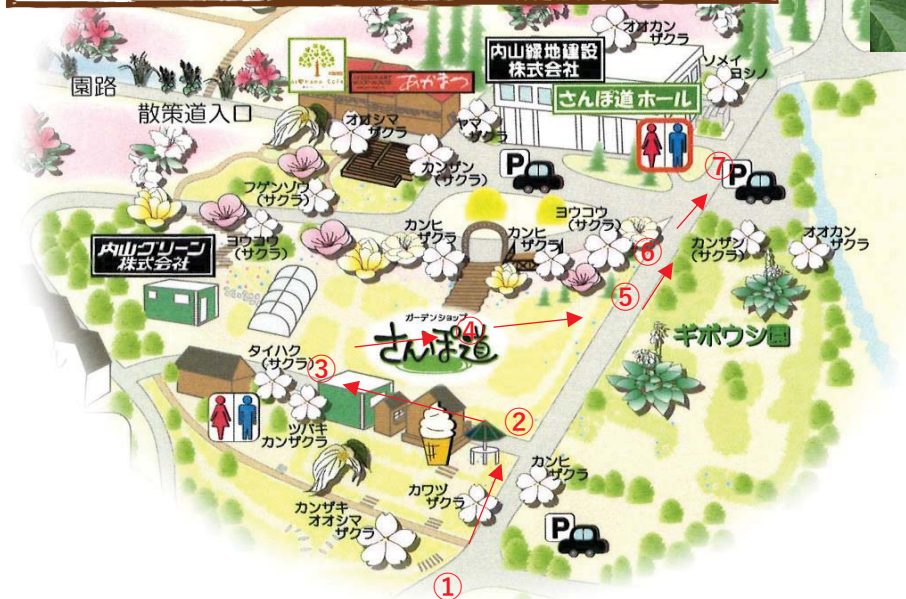 オオカン
ザクラ
内山緑地建設
株式会社
ソメイ
ヨシノ
あかまつ
さんぽ道 ホール
園路
散策道入口
オオシマ
ザクラ
ヤマ
ザクラ
カンザン
(サクラ)
P
⑦
P
フゲンゾウ
(サクラ)
ヨウコウ
(サクラ)
カンヒ
ザクラ
カンヒ
ザクラ
ヨウコウ
(サクラ)
⑥
カンザン
(サクラ)
オオカン
ザクラ
内山グリーン
株式会社
⑤
ガーデンショップ
さんぽ道
④
ギボウシ園
タイハク
(サクラ)
③
②
ツバキ
カンザクラ
カンヒ
ザクラ
カワヅ
ザクラ
カンザキ
オオシマ
ザクラ
P
①